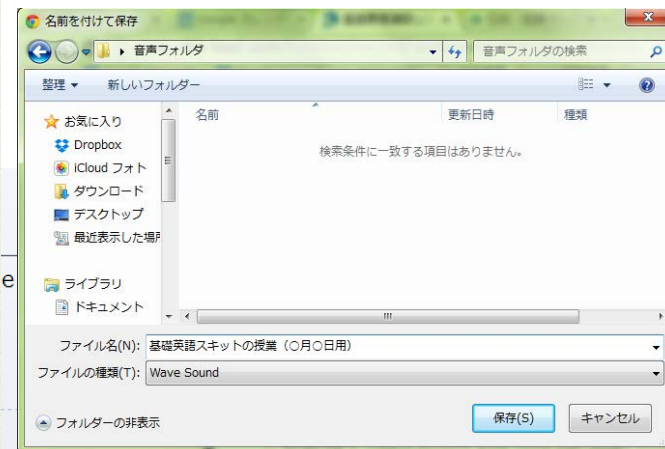 名前を付けて保存
音声フォルダ
音声フォルダの検索
整理
新しいフォルダー
名前
更新日時
種類
検索条件に一致する項目はありません。
お気に入り
Dropbox
iCloud フォト
ダウンロード
デスクトップ
最近表示した場所
ライブラリ
ドキュメント
e
ファイル名(N): 基礎英語スキットの授業（○月○日用）
ファイルの種類(T): Wave Sound
フォルダーの非表示
保存(S)
キャンセル